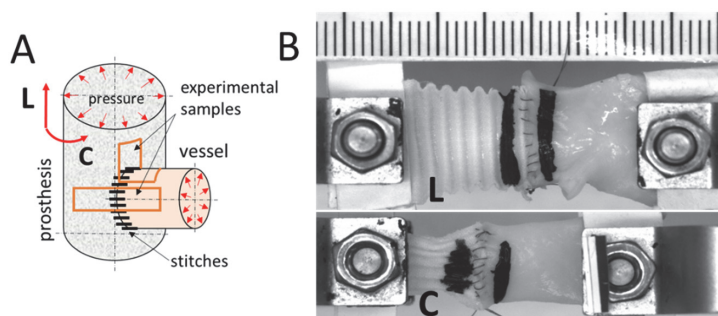 A
L
pressure
C
prosthesis
experimental
samples
vessel
stitches
B
L
C